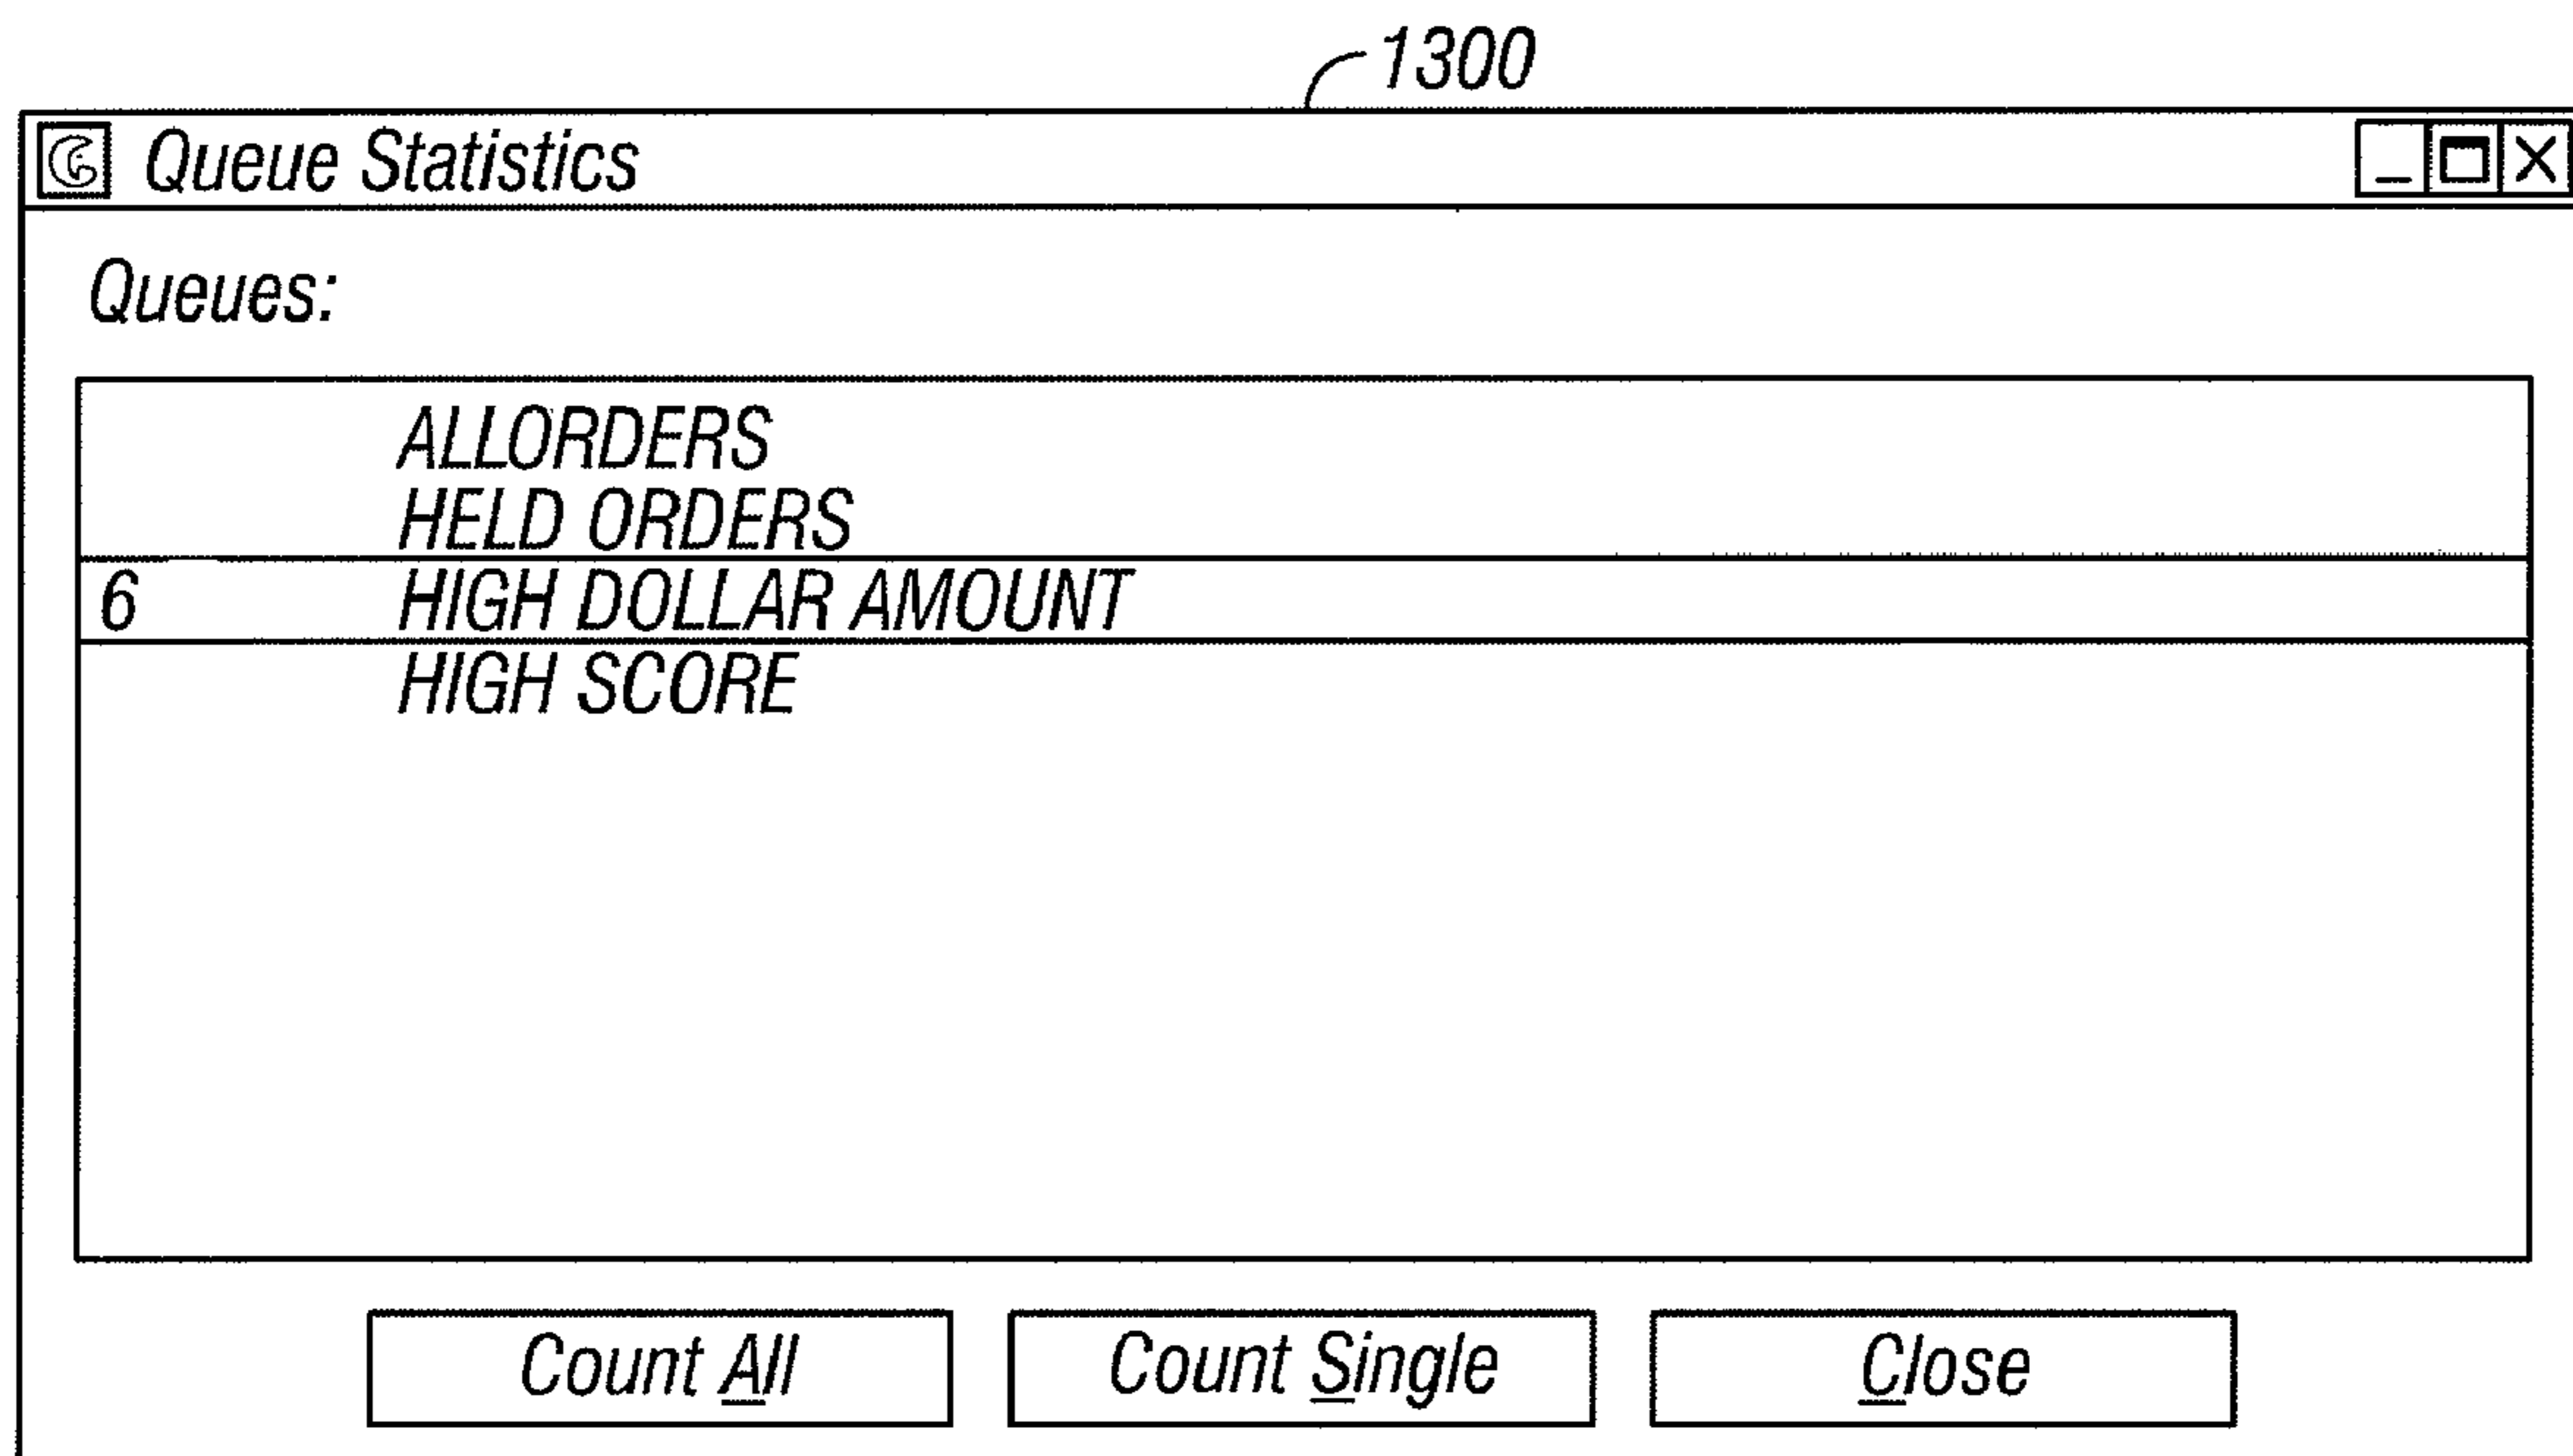 1300
Queue Statistics
Queues:
ALLORDERS
HELD ORDERS
6 HIGH DOLLAR AMOUNT
HIGH SCORE
Count All Count Single Close